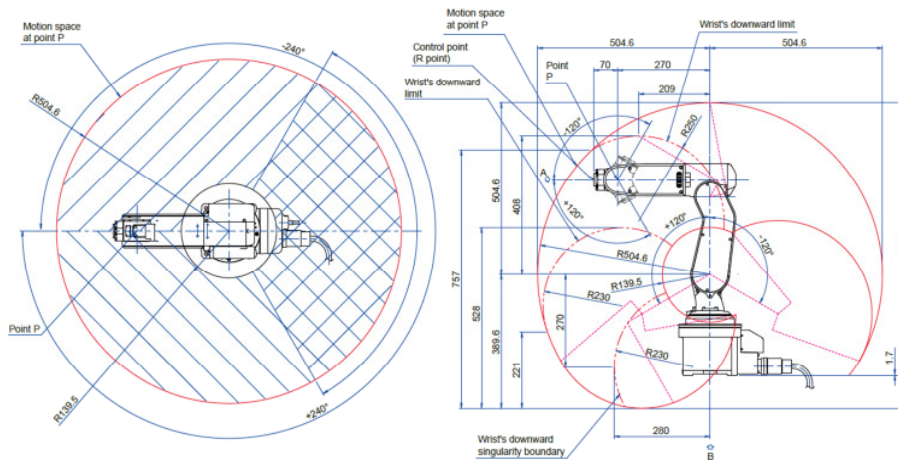 Motion space
at point P
-240°
R504.6
Point P
R139.5
+240°
Motion space
at point P
Control point
(R point)
Wrist's downward
limit
Point
P
Wrist's downward limit
504.6
504.6
70
270
209
-120°
R250
A
+120°
+120°
-120°
504.6
408
757
528
389.6
270
221
R504.6
R139.5
R230
R230
1.7
280
Wrist's downward
singularity boundary
B